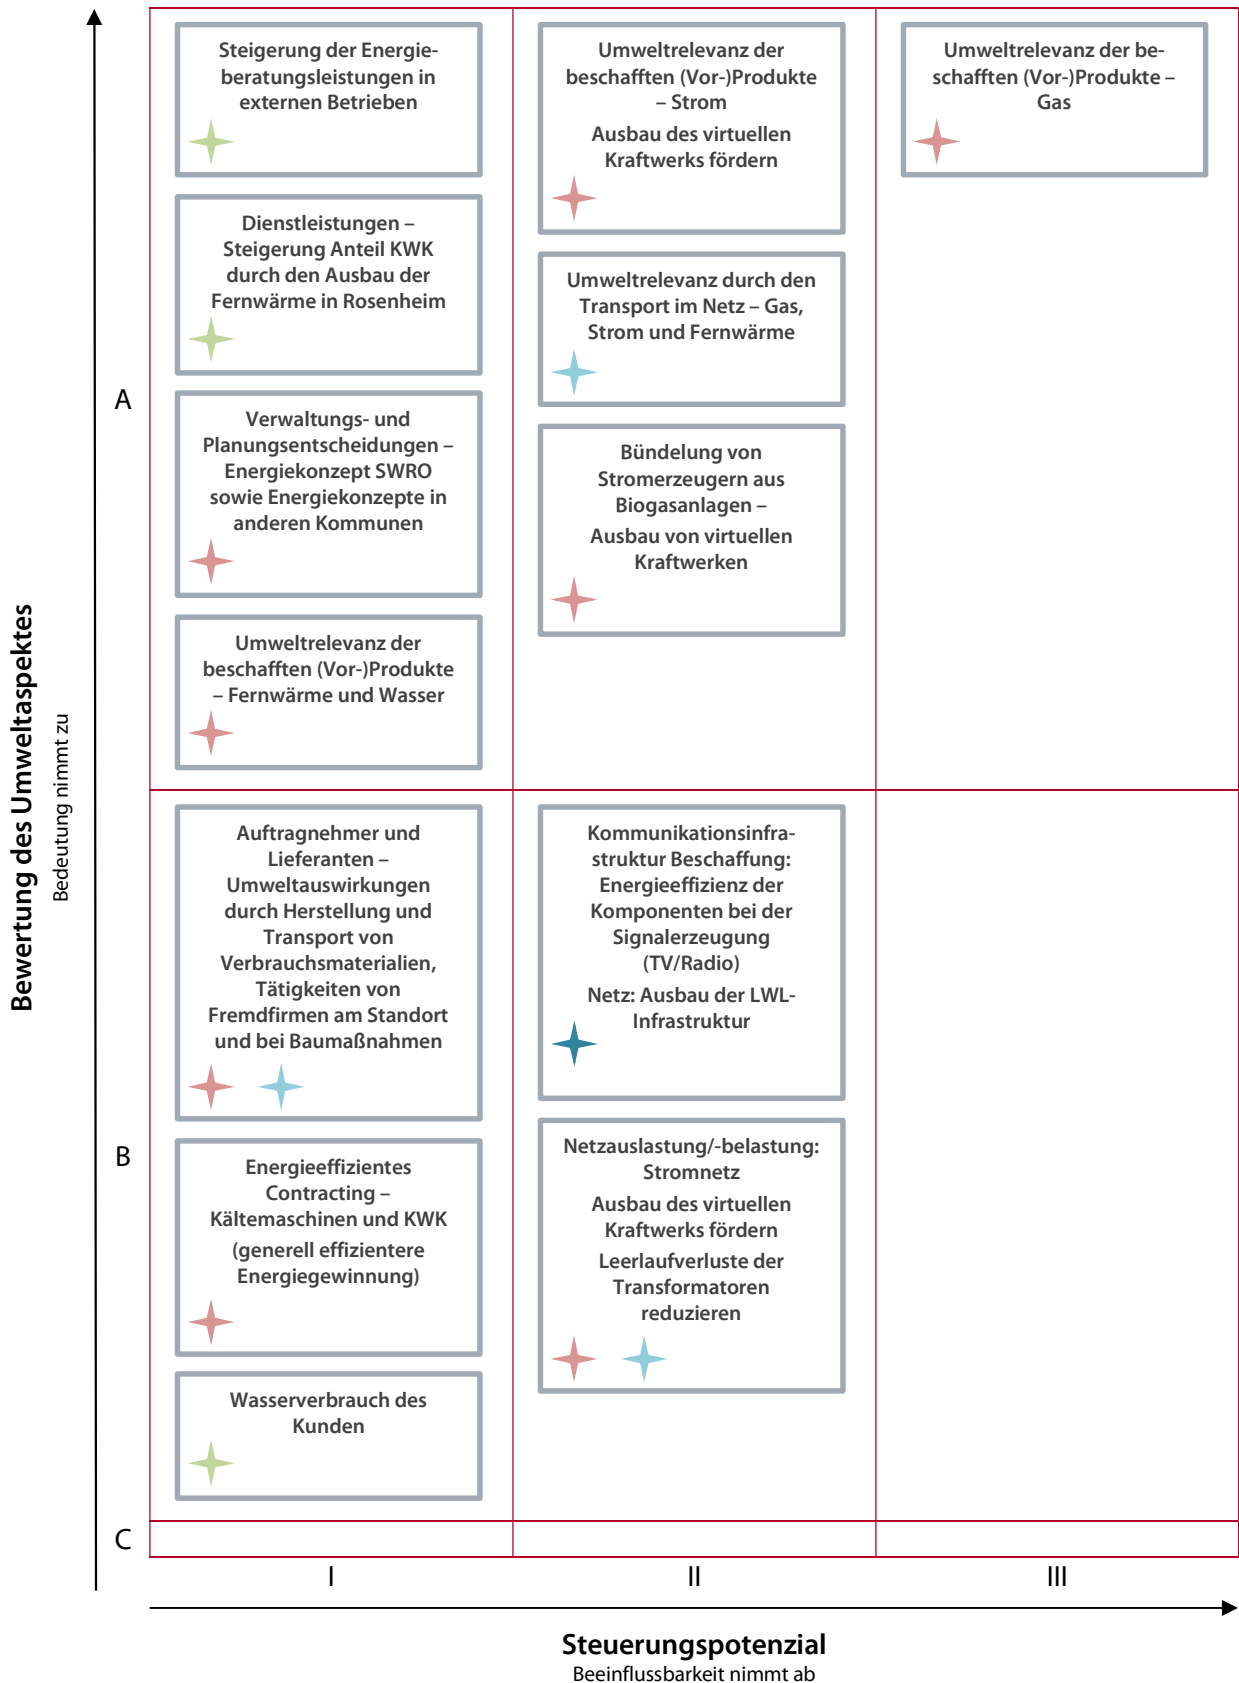 Steigerung der Energie-
beratungsleistungen in
externen Betrieben
Dienstleistungen –
Steigerung Anteil KWK
durch den Ausbau der
Fernwärme in Rosenheim
Verwaltungs- und
Planungsentscheidungen –
Energiekonzept SWRO
sowie Energiekonzepte in
anderen Kommunen
Umweltrelevanz der
beschafften (Vor-)Produkte
– Fernwärme und Wasser
Umweltrelevanz der
beschafften (Vor-)Produkte
– Strom
Ausbau des virtuellen
Kraftwerks fördern
Umweltrelevanz durch den
Transport im Netz – Gas,
Strom und Fernwärme
Bündelung von
Stromerzeugern aus
Biogasanlagen –
Ausbau von virtuellen
Kraftwerken
Umweltrelevanz der be-
schafften (Vor-)Produkte –
Gas
A
Bewertung des Umweltaspektes
Bedeutung nimmt zu
Auftragnehmer und
Lieferanten –
Umweltauswirkungen
durch Herstellung und
Transport von
Verbrauchsmaterialien,
Tätigkeiten von
Fremdfirmen am Standort
und bei Baumaßnahmen
Energieeffizientes
Contracting –
Kältemaschinen und KWK
(generell effizientere
Energiegewinnung)
Wasserverbrauch des
Kunden
Kommunikationsinfra-
struktur Beschaffung:
Energieeffizienz der
Komponenten bei der
Signalerzeugung
(TV/Radio)
Netz: Ausbau der LWL-
Infrastruktur
Netzauslastung/-belastung:
Stromnetz
Ausbau des virtuellen
Kraftwerks fördern
Leerlaufverluste der
Transformatoren
reduzieren
B
C
I
II
III
Steuerungspotenzial
Beeinflussbarkeit nimmt ab